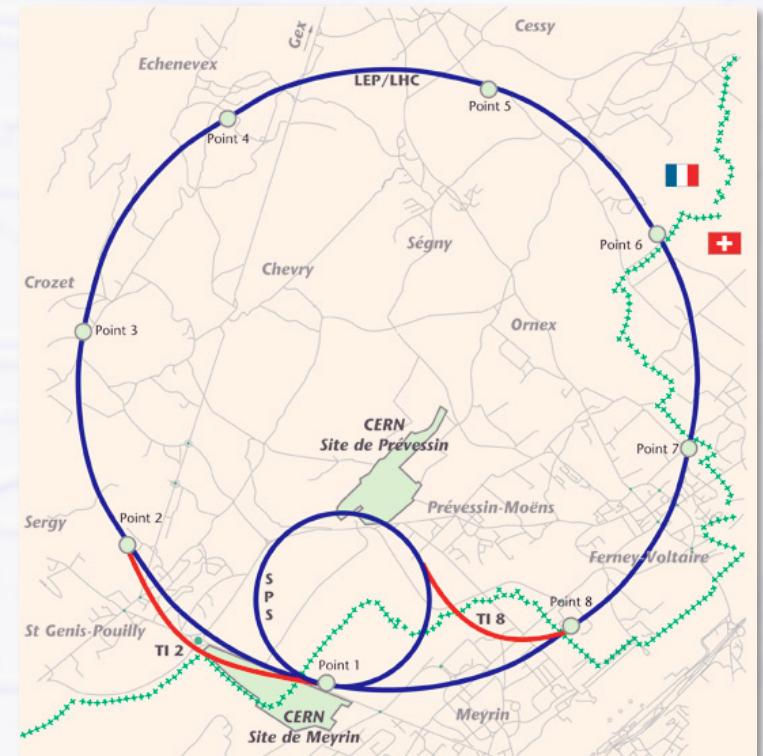 Cessy
Gex
Echenevex
LEP/LHC
Point 5
Point 4
Point 6
Ségny
Chevry
Crozet
Ornex
Point 3
CERN
Site de Prévessin
Point 7
Prévessin-Moëns
Point 2
Sergy
Ferney-Voltaire
S
P
S
Point 8
TI 8
St Genis-Pouilly
TI 2
Point 1
Meyrin
CERN
Site de Meyrin